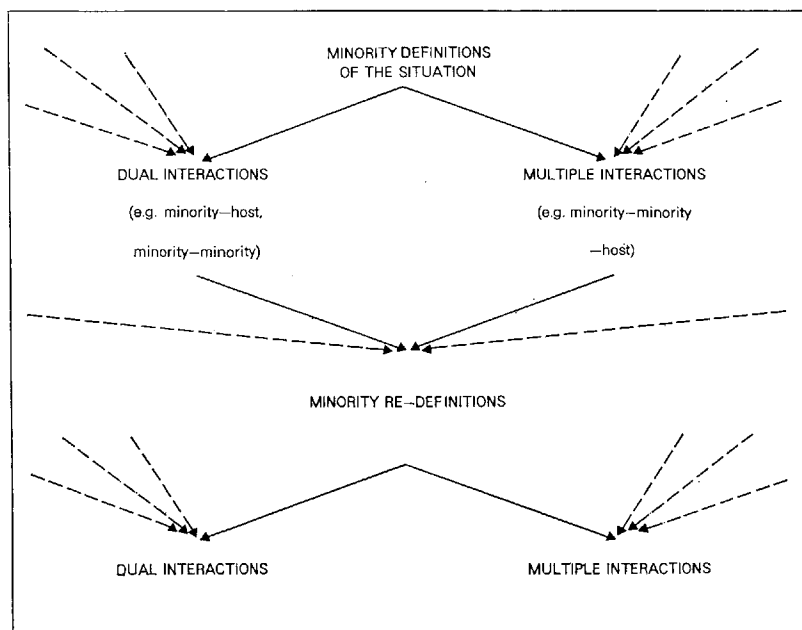 MINORITY DEFINITIONS
OF THE SITUATION
DUAL INTERACTIONS
(e.g. minority—host,
minority—minority)
MULTIPLE INTERACTIONS
(e.g. minority—minority
—host)
MINORITY RE—DEFINITIONS
DUAL INTERACTIONS
MULTIPLE INTERACTIONS